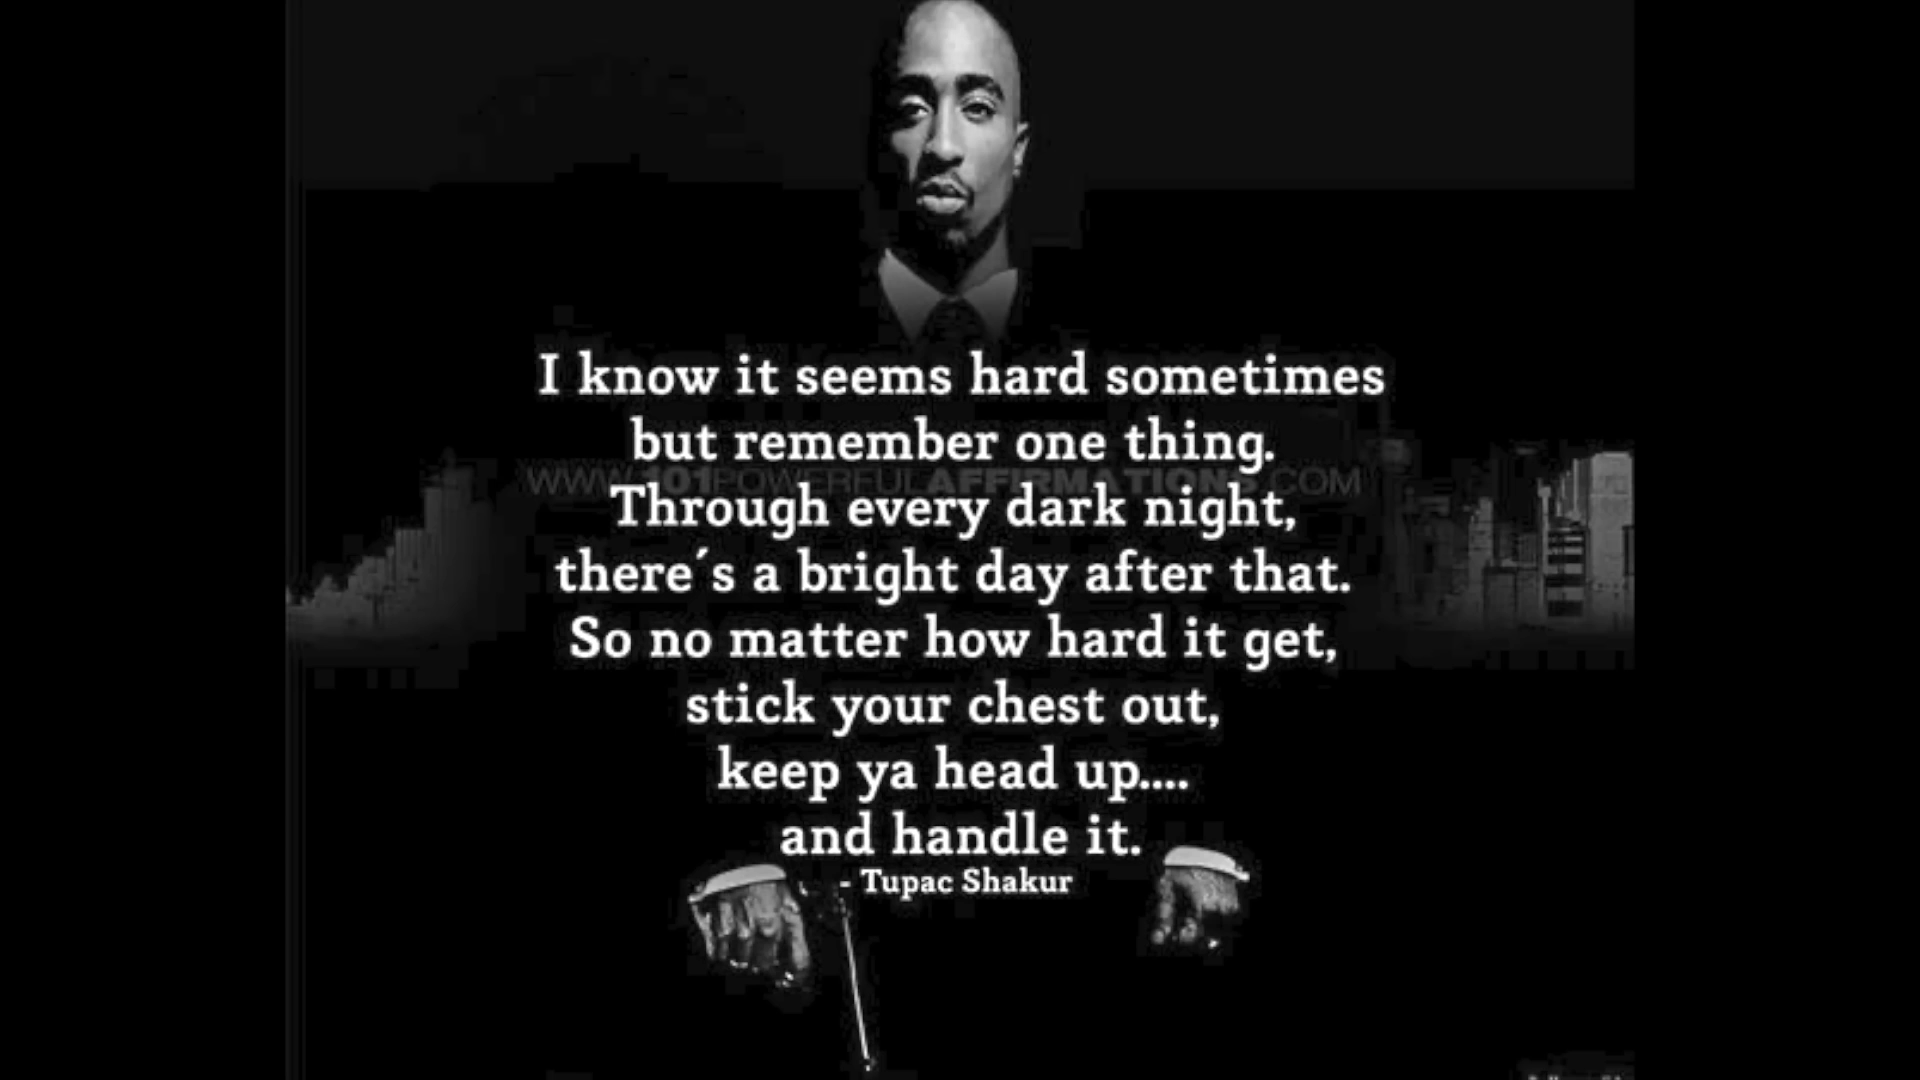 I know it seems hard sometimes
but remember one thing.
WWW.101POWERFULAFFIRMATIONS.COM
Through every dark night,
there´s a bright day after that.
So no matter how hard it get,
stick your chest out,
keep ya head up....
and handle it.
- Tupac Shakur